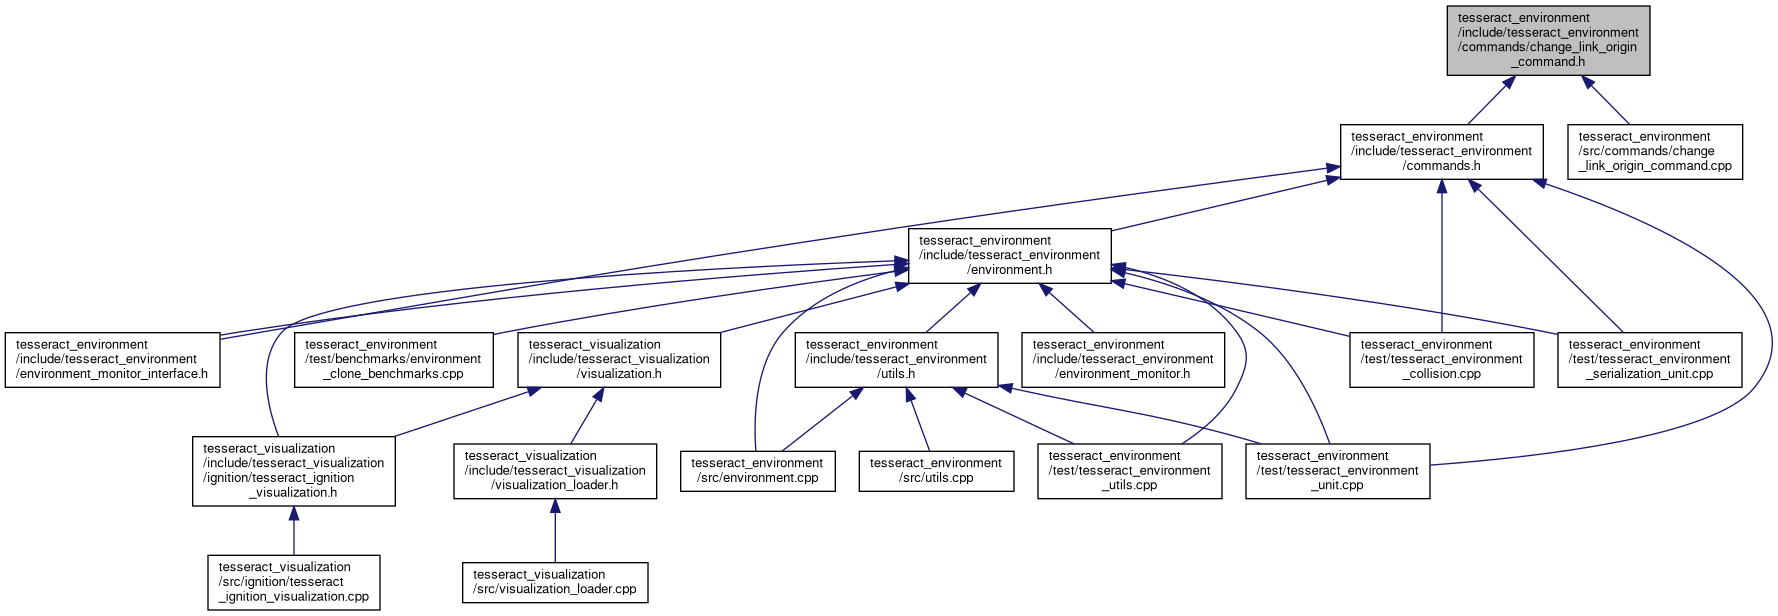 tesseract_environment
/include/tesseract_environment
/commands/change_link_origin
_command.h
tesseract_environment
/include/tesseract_environment
/commands.h
tesseract_environment
/src/commands/change
_link_origin_command.cpp
tesseract_environment
/include/tesseract_environment
/environment.h
tesseract_environment
/include/tesseract_environment
/environment_monitor_interface.h
tesseract_environment
/test/benchmarks/environment
_clone_benchmarks.cpp
tesseract_visualization
/include/tesseract_visualization
/visualization.h
tesseract_environment
/include/tesseract_environment
/utils.h
tesseract_environment
/include/tesseract_environment
/environment_monitor.h
tesseract_environment
/test/tesseract_environment
_collision.cpp
tesseract_environment
/test/tesseract_environment
_serialization_unit.cpp
tesseract_visualization
/include/tesseract_visualization
/ignition/tesseract_ignition
_visualization.h
tesseract_visualization
/include/tesseract_visualization
/visualization_loader.h
tesseract_environment
/src/environment.cpp
tesseract_environment
/src/utils.cpp
tesseract_environment
/test/tesseract_environment
_utils.cpp
tesseract_environment
/test/tesseract_environment
_unit.cpp
tesseract_visualization
/src/ignition/tesseract
_ignition_visualization.cpp
tesseract_visualization
/src/visualization_loader.cpp